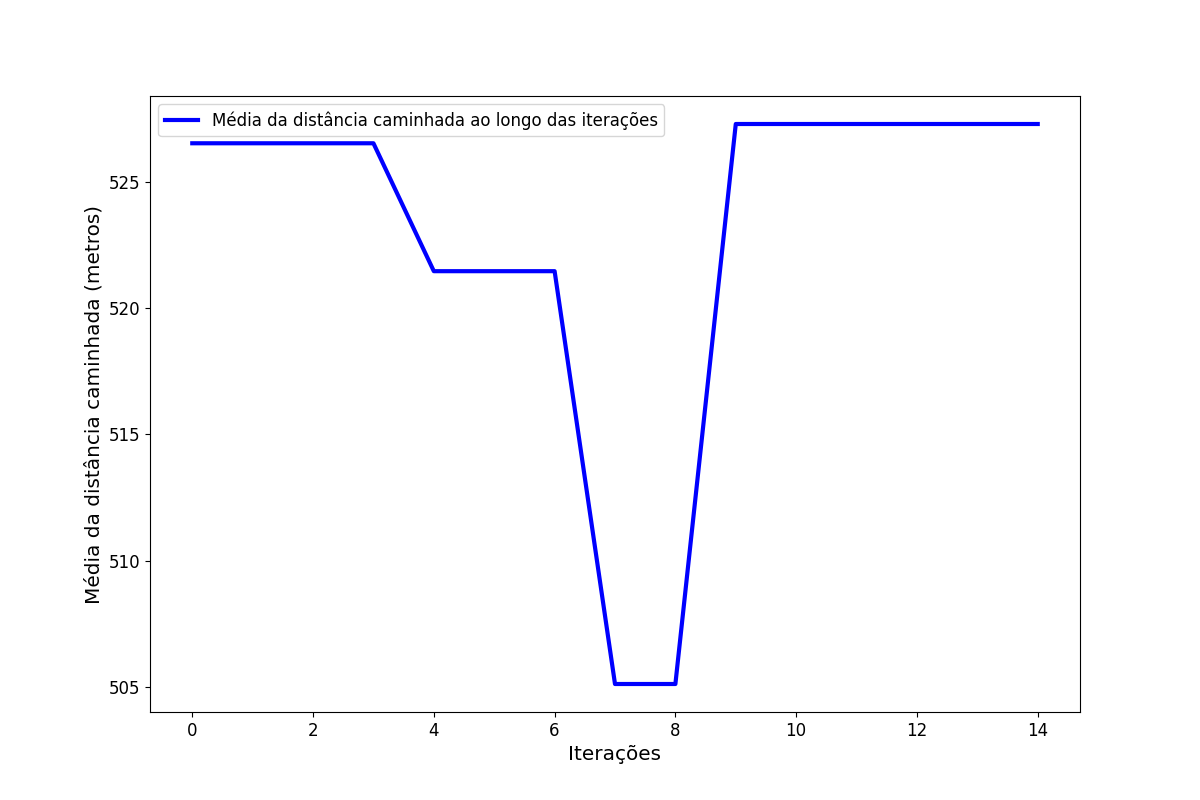 Média da distância caminhada ao longo das iterações
Média da distância caminhada (metros)
525
520
515
510
505
0 2 4 6 8 10 12 14
Iterações